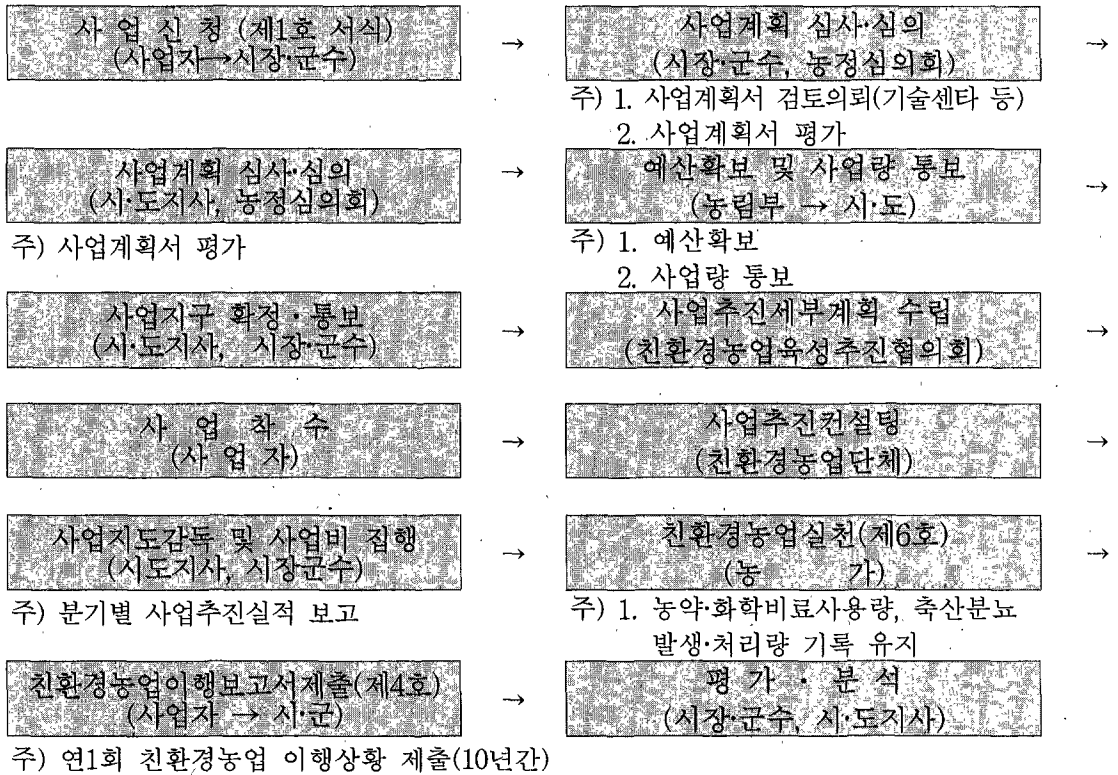 사 업 신 청 (제1호 서식)
(사업자→시장·군수)
→
사업계획 심사·심의
(시장·군수, 농정심의회)
→
주) 1. 사업계획서 검토의뢰(기술센타 등)
2. 사업계획서 평가
사업계획 심사·심의
(시·도지사, 농정심의회)
→
예산확보 및 사업량 통보
(농림부 → 시·도)
→
주) 사업계획서 평가
주) 1. 예산확보
2. 사업량 통보
사업지구 확정·통보
(시·도지사, 시장·군수)
→
사업추진세부계획 수립
(친환경농업육성추진협의회)
→
사 업 착 수
(사 업 자)
→
사업추진컨설팅
(친환경농업단체)
→
사업지도감독 및 사업비 집행
(시도지사, 시장군수)
→
친환경농업실천(제6호)
(농 가)
→
주) 분기별 사업추진실적 보고
주) 1. 농약·화학비료사용량, 축산분뇨
발생·처리량 기록 유지
친환경농업이행보고서제출(제4호)
(사업자 → 시·군)
→
평 가 · 분 석
(시장·군수, 시·도지사)
주) 연1회 친환경농업 이행상황 제출(10년간)